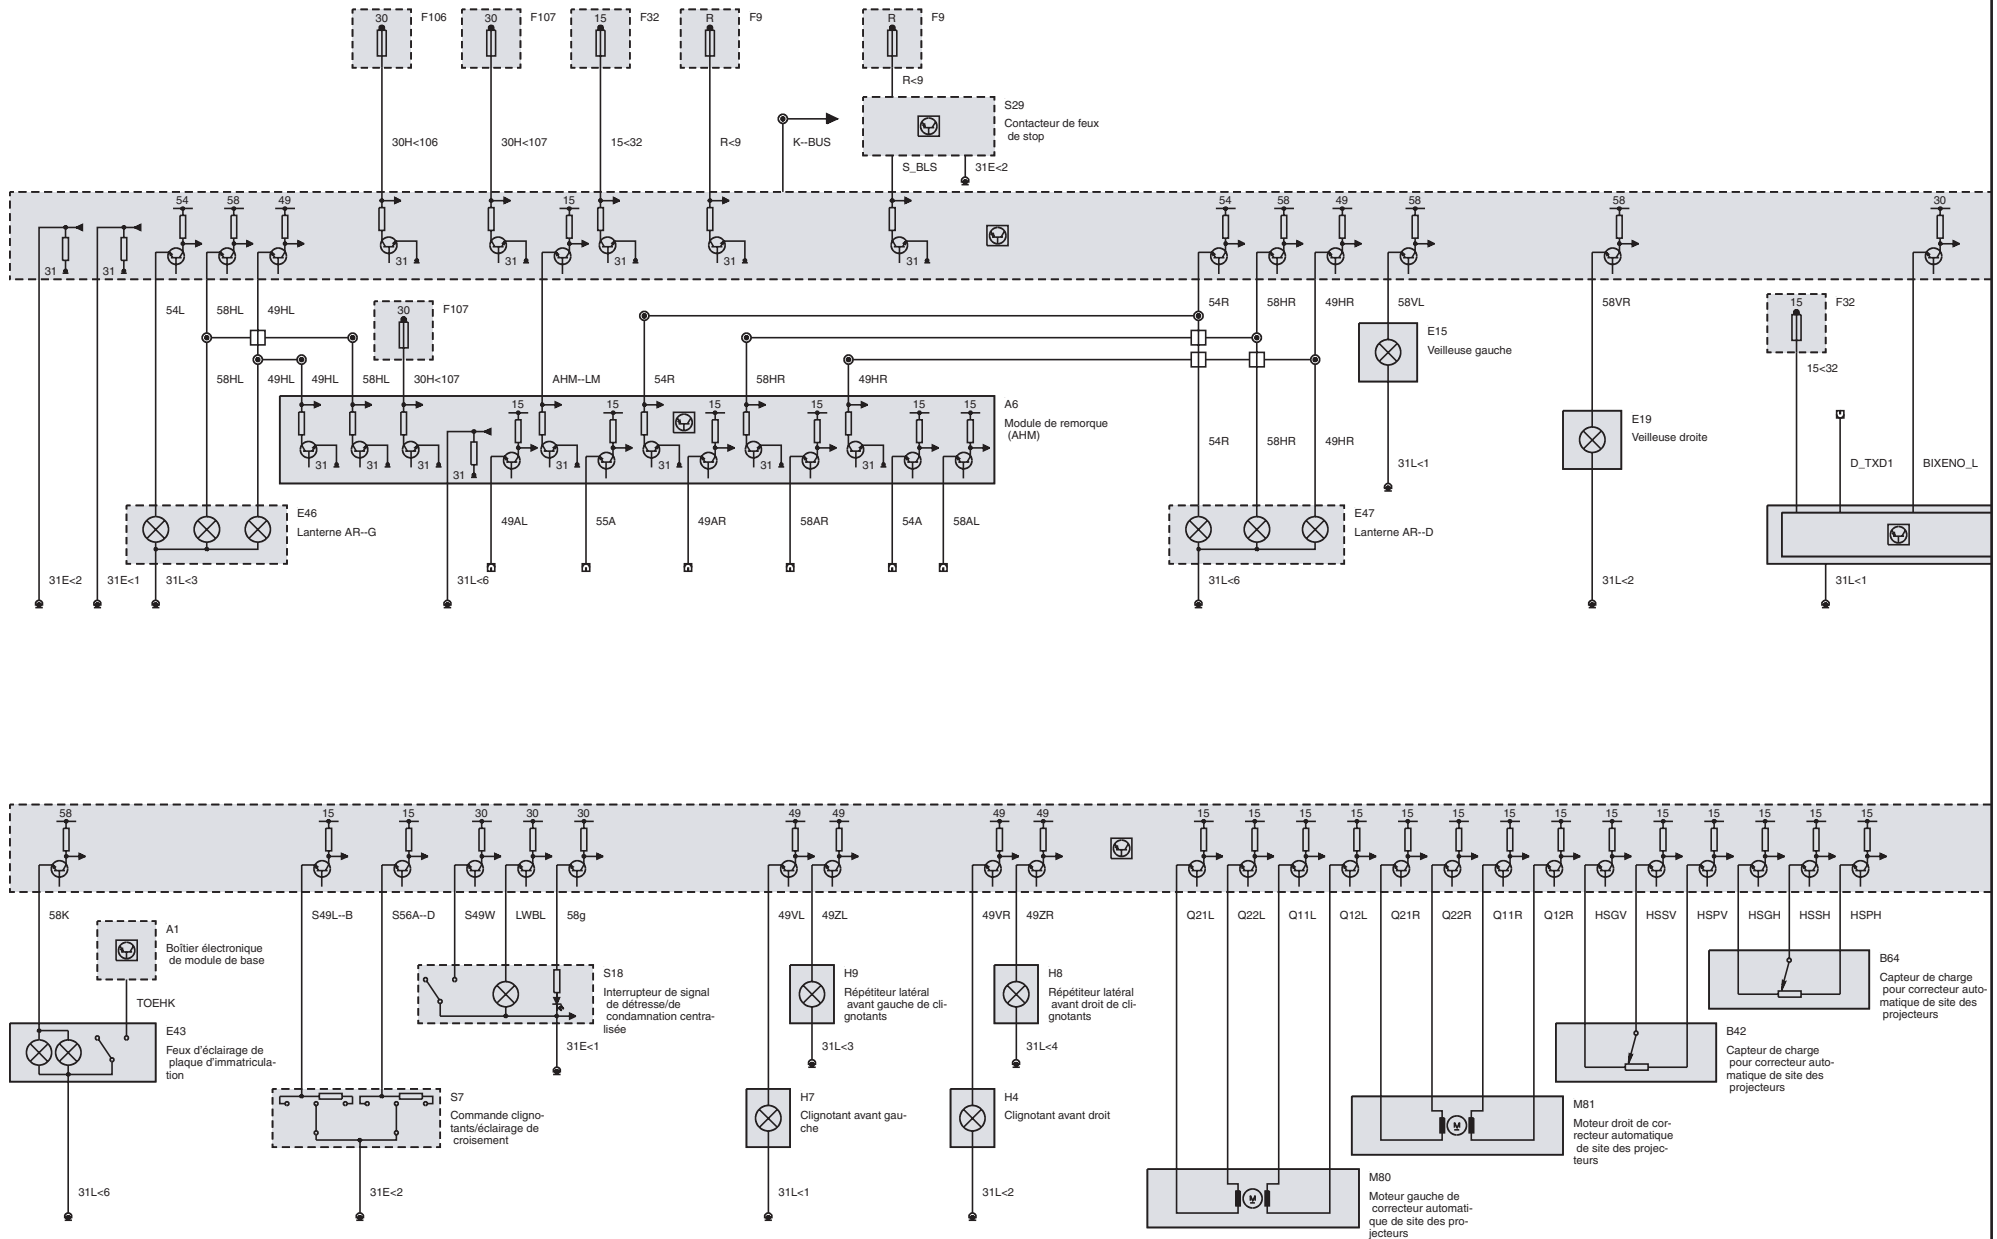 30 F106 30 F107 15 F32 R F9 R F9
R<9
S29
Contacteur de feux
de stop
30H<106 30H<107 15<32 R<9 K--BUS
S_BLS 31E<2
54 58 49 15 54 58 49 58 58 30
31 31 31 31 31 31 31
54L 58HL 49HL 30 F107 54R 58HR 49HR 58VL 58VR 15 F32
E15
Veilleuse gauche
58HL 49HL 49HL 58HL 30H<107 AHM--LM 54R 58HR 49HR 15<32
15 15 15 15 15 15
A6
Module de remorque
(AHM)
E19
Veilleuse droite
54R 58HR 49HR
31 31 31 31 31 31 31 31
31L<1 D_TXD1 BIXENO_L
E46
Lanterne AR--G
49AL 55A 49AR 58AR 54A 58AL
E47
Lanterne AR--D
31E<2 31E<1 31L<3 31L<6 31L<6 31L<2 31L<1
58 15 15 30 30 30 49 49 49 49 15 15 15 15 15 15 15 15 15 15 15 15 15 15
58K S49L--B S56A--D S49W LWBL 58g 49VL 49ZL 49VR 49ZR Q21L Q22L Q11L Q12L Q21R Q22R Q11R Q12R HSGV HSSV HSPV HSGH HSSH HSPH
A1
Boîtier électronique
de module de base
TOEHK
S18
Interrupteur de signal
de détresse/de
condamnation centra-
lisée
31E<1
H9
Répétiteur latéral
avant gauche de cli-
gnotants
31L<3
H8
Répétiteur latéral
avant droit de cli-
gnotants
31L<4
B64
Capteur de charge
pour correcteur auto-
matique de site des
projecteurs
E43
Feux d'éclairage de
plaque d'immatricula-
tion
B42
Capteur de charge
pour correcteur auto-
matique de site des
projecteurs
S7
Commande cligno-
tants/éclairage de
croisement
H7
Clignotant avant gau-
che
H4
Clignotant avant droit
M
M81
Moteur droit de cor-
recteur automatique
de site des projec-
teurs
31L<6 31E<2 31L<1 31L<2
M
M80
Moteur gauche de
correcteur automati-
que de site des pro-
jecteurs